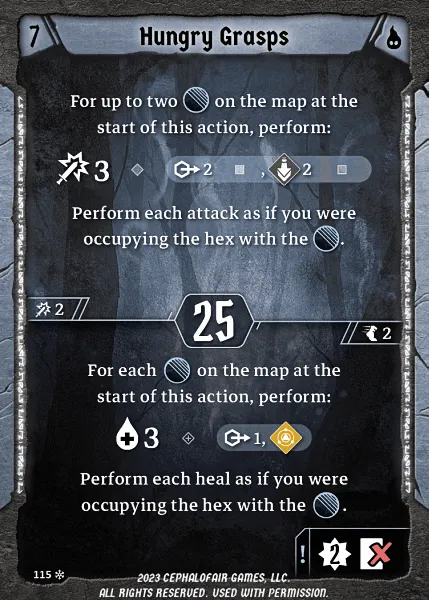 7
Hungry Grasps
For up to two on the map at the
start of this action, perform:
3
2 , 2
Perform each attack as if you were
occupying the hex with the .
2
25
2
For each on the map at the
start of this action, perform:
3
1,
Perform each heal as if you were
occupying the hex with the .
! 2
115
2023 CEPHALOFAIR GAMES, LLC.
ALL RIGHTS RESERVED. USED WITH PERMISSION.